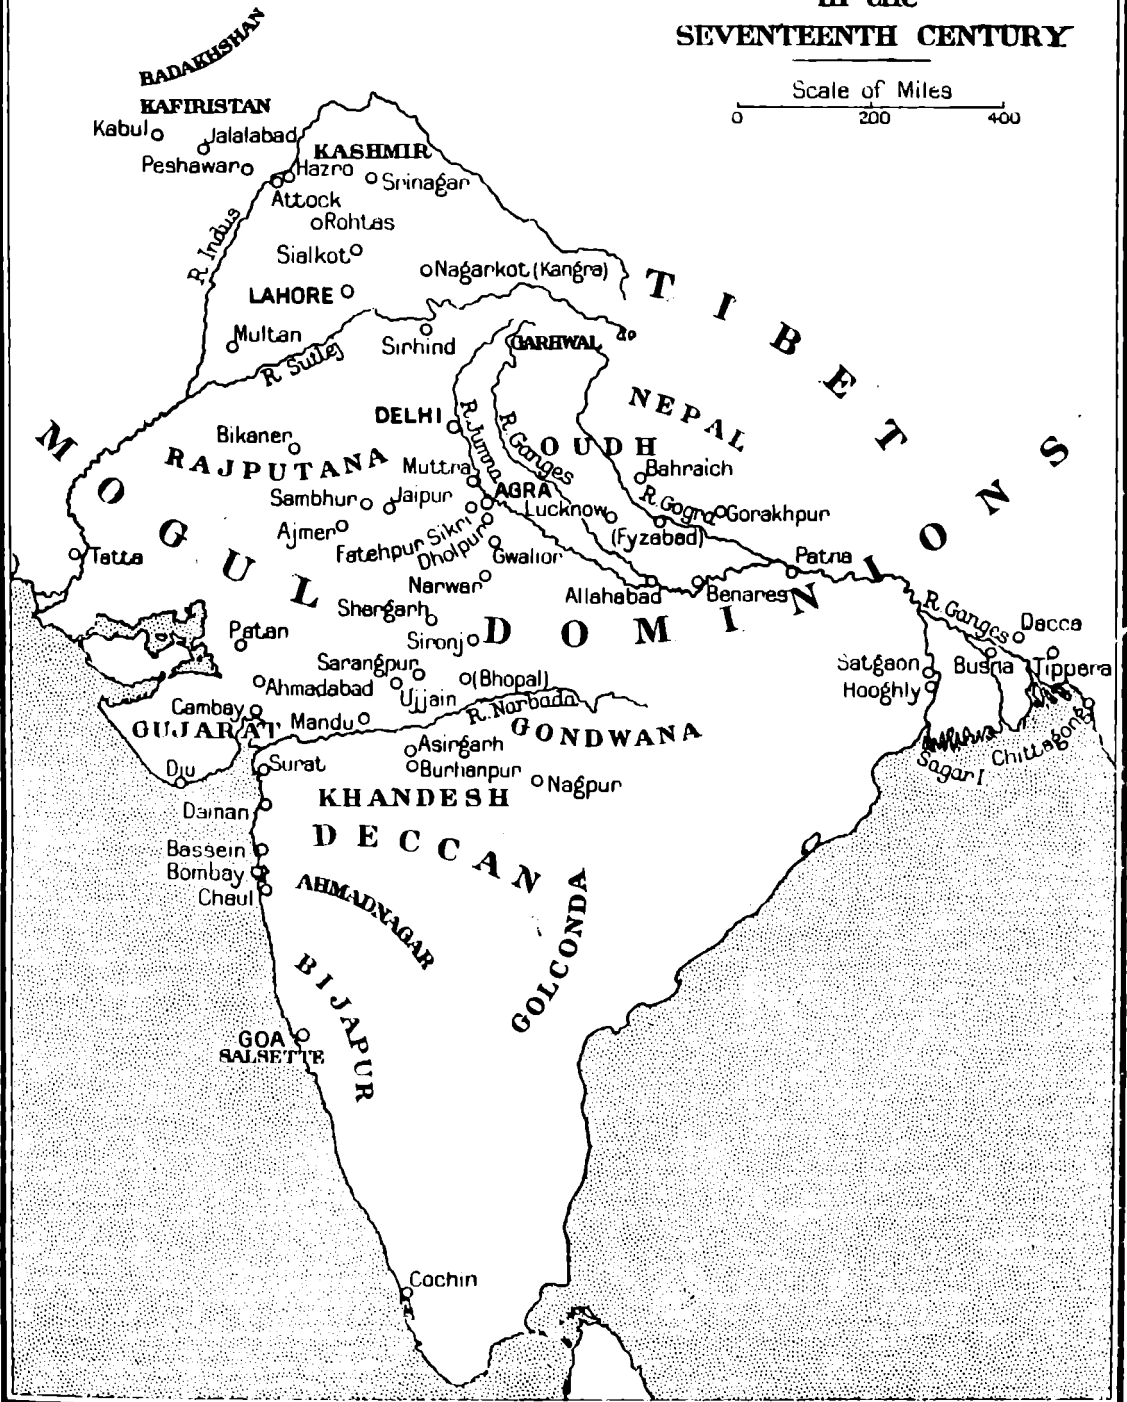 in the
SEVENTEENTH CENTURY
Scale of Miles
0 200 400
BADAKHSHAN
KAFIRISTAN
Kabul
Jalalabad
Peshawar
Hazro
KASHMIR
Srinagar
Attock
Rohtas
R. Indus
Sialkot
Nagarkot (Kangra)
LAHORE
TIBET
Multan
Sirhind
R. Sutlej
GARHWAL
NEPAL
DELHI
R. Jumna
R. Ganges
OUDH
Bikaner
RAJPUTANA
Muttra
Bahraich
Sambhur
Jaipur
AGRA
Lucknow
R. Gogra
Gorakhpur
Ajmer
Fatehpur Sikri
Dholpur
(Fyzabad)
Gwalior
Tatta
Patna
Narwar
Allahabad
Benares
MOGUL DOMINIONS
Shergarh
Sironj
Patan
R. Ganges
Dacca
Sarangpur
Satgaon
Busna
Tippera
Ahmadabad
Ujjain
(Bhopal)
Hooghly
Cambay
Mandu
R. Narbada
GUJARAT
GONDWANA
Chittagong
Sagar I
Asirgarh
Diu
Surat
Burhanpur
Nagpur
Daman
KHANDESH
DECCAN
Bassein
Bombay
Chaul
AHMADNAGAR
GOLCONDA
BIJAPUR
GOA
SALSETTE
Cochin